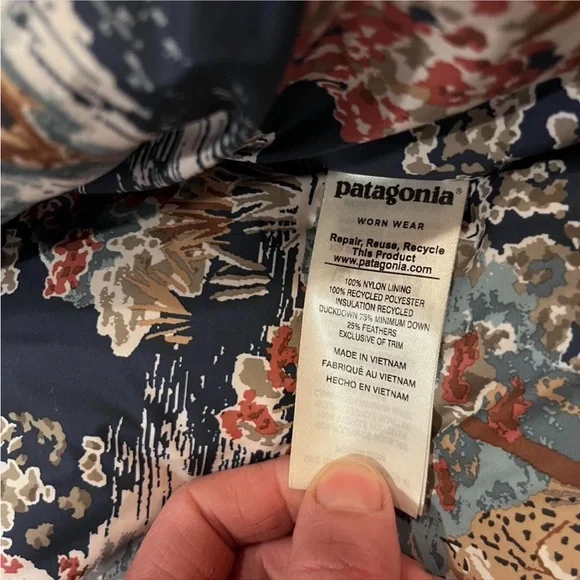 patagonia®
WORN WEAR
Repair, Reuse, Recycle
This Product
www.patagonia.com
100% NYLON LINING
100% RECYCLED POLYESTER
INSULATION RECYCLED
DUCKDOWN 75% MINIMUM DOWN
25% FEATHERS
EXCLUSIVE OF TRIM
MADE IN VIETNAM
FABRIQUÉ AU VIETNAM
HECHO EN VIETNAM